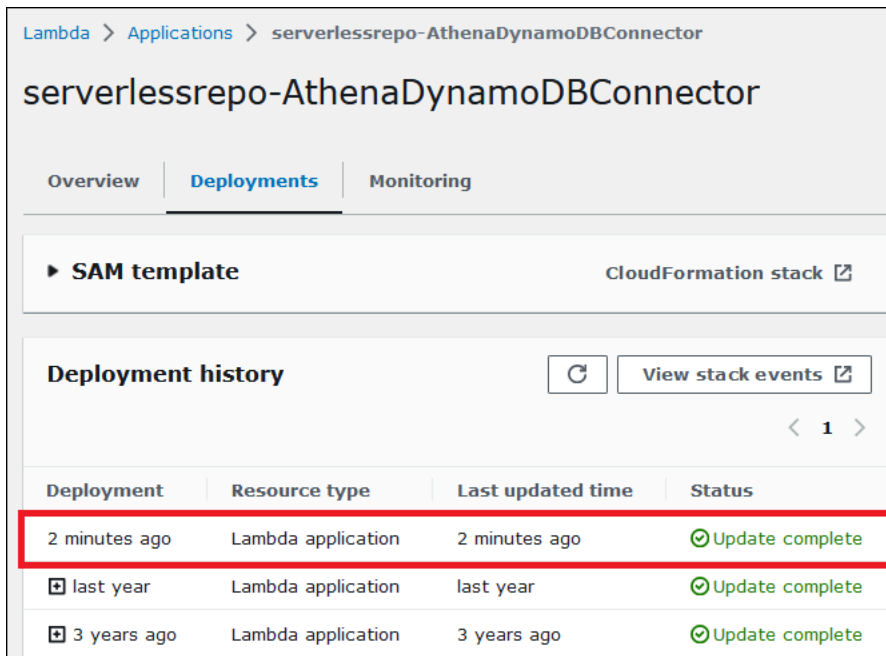 Lambda > Applications > serverlessrepo-AthenaDynamoDBConnector
serverlessrepo-AthenaDynamoDBConnector
Overview Deployments Monitoring
SAM template CloudFormation stack
Deployment history View stack events
< 1 >
Deployment Resource type Last updated time Status
2 minutes ago Lambda application 2 minutes ago Update complete
last year Lambda application last year Update complete
3 years ago Lambda application 3 years ago Update complete